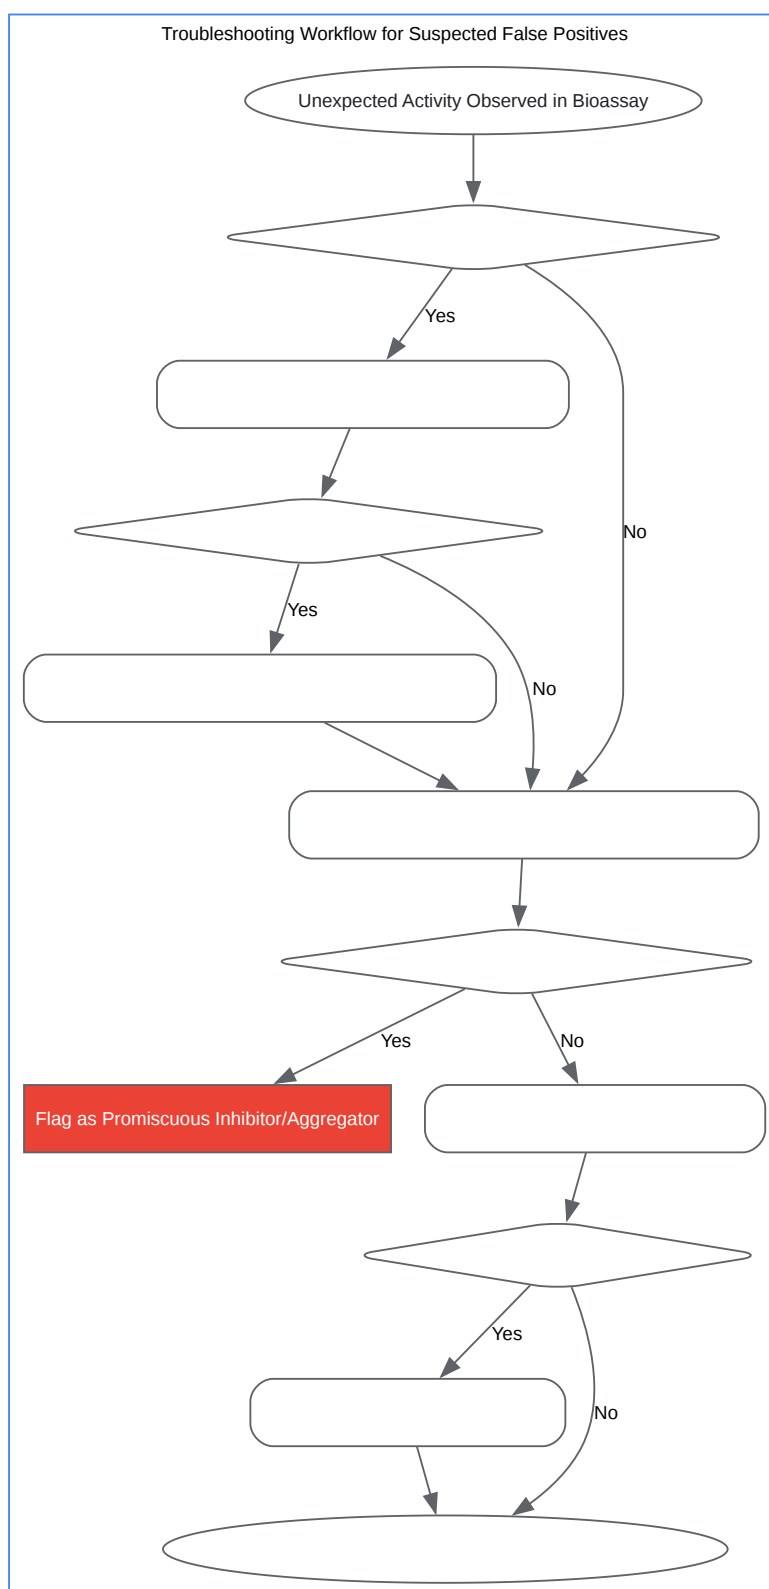 Troubleshooting Workflow for Suspected False Positives
Unexpected Activity Observed in Bioassay
Yes
No
Yes
No
Yes
No
Flag as Promiscuous Inhibitor/Aggregator
Yes
No